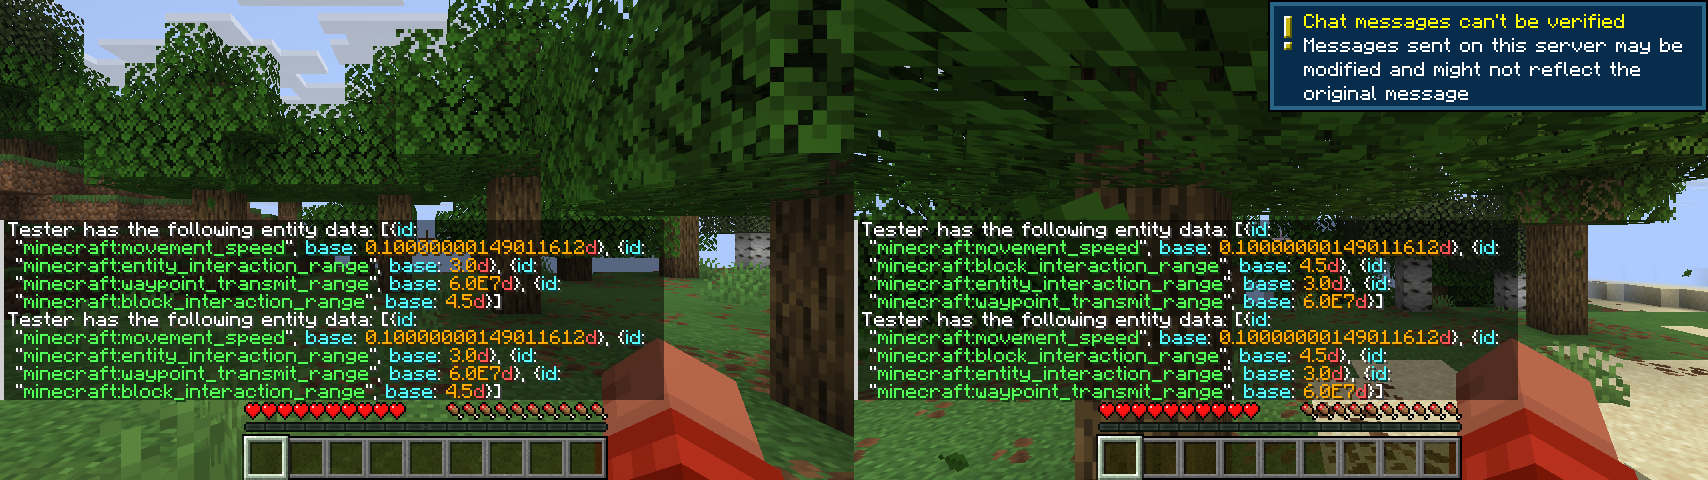 Tester has the following entity data: [{id:
"minecraft:movement_speed", base: 0.10000000149011612d}, {id:
"minecraft:entity_interaction_range", base: 3.0d}, {id:
"minecraft:waypoint_transmit_range", base: 6.0E7d}, {id:
"minecraft:block_interaction_range", base: 4.5d}]
Tester has the following entity data: [{id:
"minecraft:movement_speed", base: 0.10000000149011612d}, {id:
"minecraft:entity_interaction_range", base: 3.0d}, {id:
"minecraft:waypoint_transmit_range", base: 6.0E7d}, {id:
"minecraft:block_interaction_range", base: 4.5d}]
Chat messages can't be verified
Messages sent on this server may be
modified and might not reflect the
original message
Tester has the following entity data: [{id:
"minecraft:movement_speed", base: 0.10000000149011612d}, {id:
"minecraft:block_interaction_range", base: 4.5d}, {id:
"minecraft:entity_interaction_range", base: 3.0d}, {id:
"minecraft:waypoint_transmit_range", base: 6.0E7d}]
Tester has the following entity data: [{id:
"minecraft:movement_speed", base: 0.10000000149011612d}, {id:
"minecraft:block_interaction_range", base: 4.5d}, {id:
"minecraft:entity_interaction_range", base: 3.0d}, {id:
"minecraft:waypoint_transmit_range", base: 6.0E7d}]